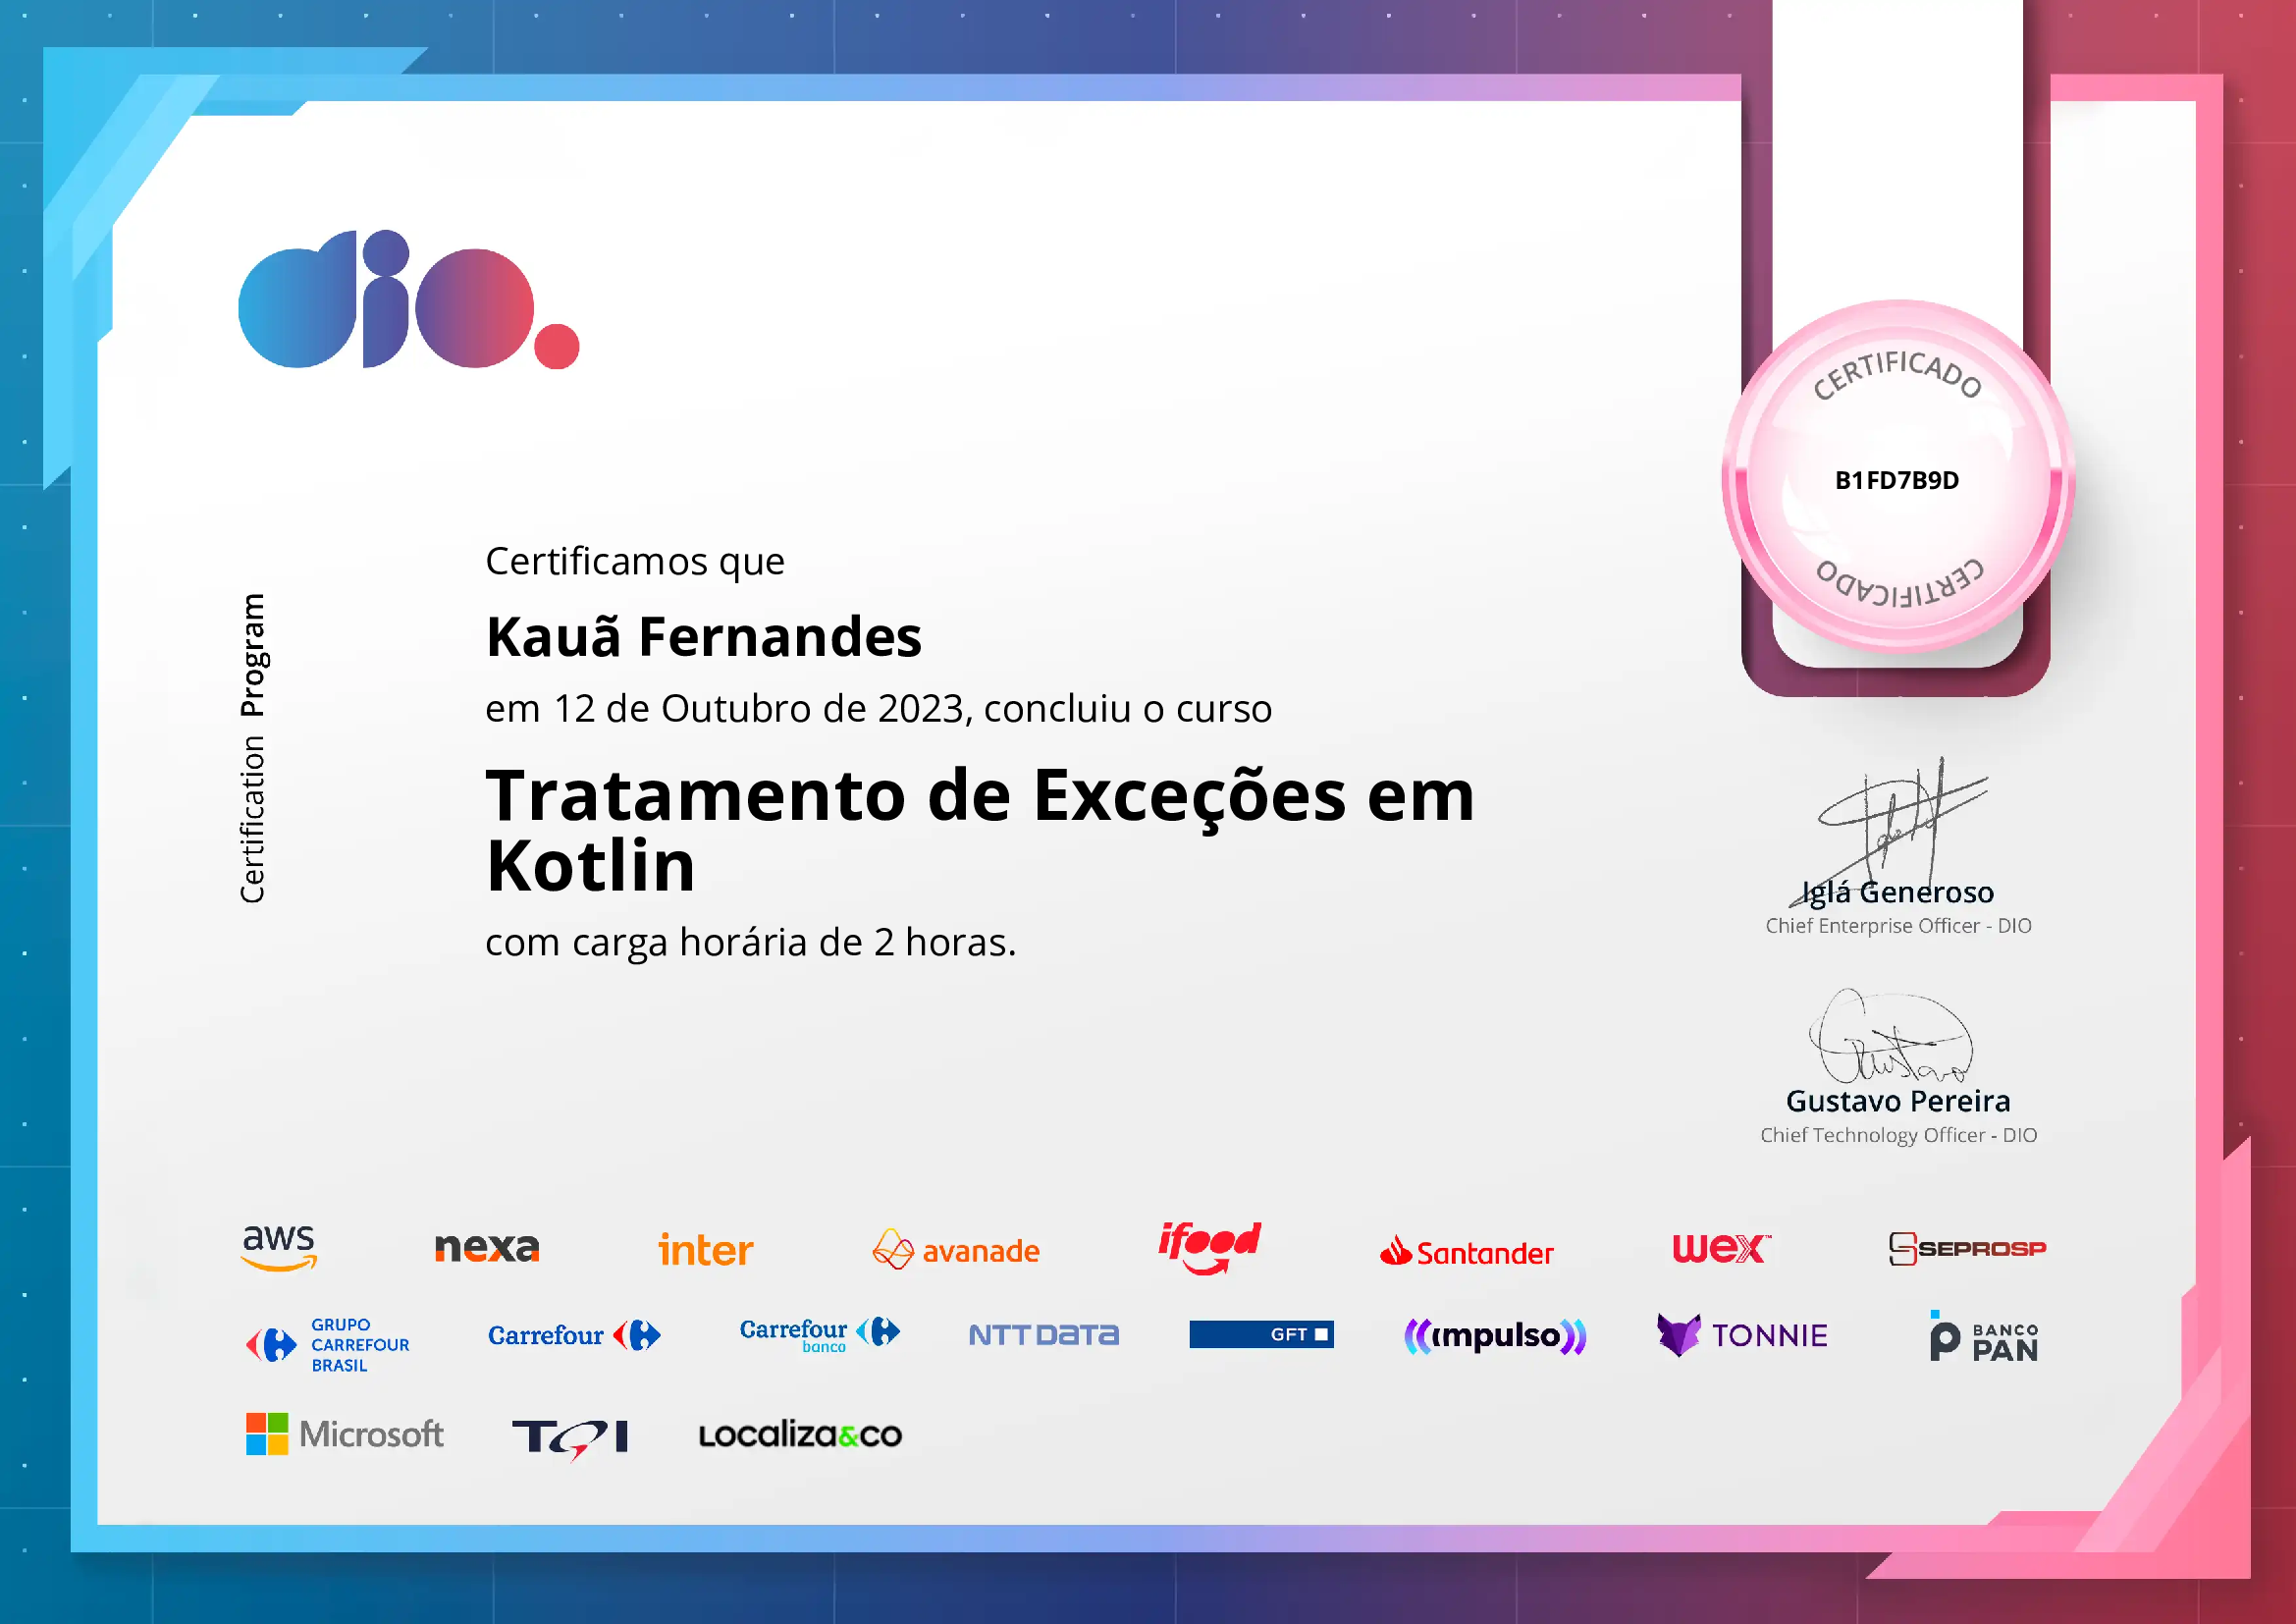 dio.
CERTIFICADO
B1FD7B9D
CERTIFICADO
Certification Program
Certificamos que
Kauã Fernandes
em 12 de Outubro de 2023, concluiu o curso
Tratamento de Exceções em
Kotlin
com carga horária de 2 horas.
Iglá Generoso
Chief Enterprise Officer - DIO
Gustavo
Gustavo Pereira
Chief Technology Officer - DIO
aws nexa inter avanade ifood Santander wex™ SEPROSP
GRUPO
CARREFOUR
BRASIL
Carrefour
Carrefour
banco
NTT DATA
GFT
impulso
TONNIE
BANCO
PAN
Microsoft TQI Localiza&co